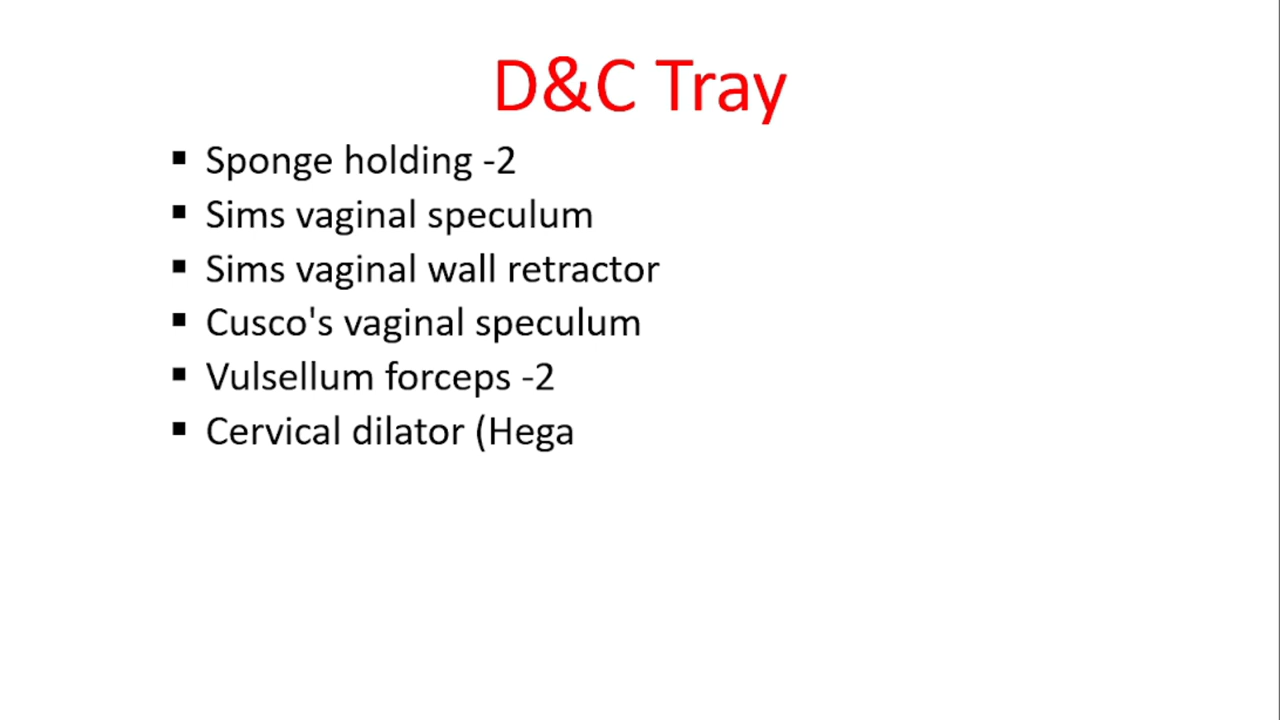 D&C Tray
▪ Sponge holding -2
▪ Sims vaginal speculum
▪ Sims vaginal wall retractor
▪ Cusco's vaginal speculum
▪ Vulsellum forceps -2
▪ Cervical dilator (Hega